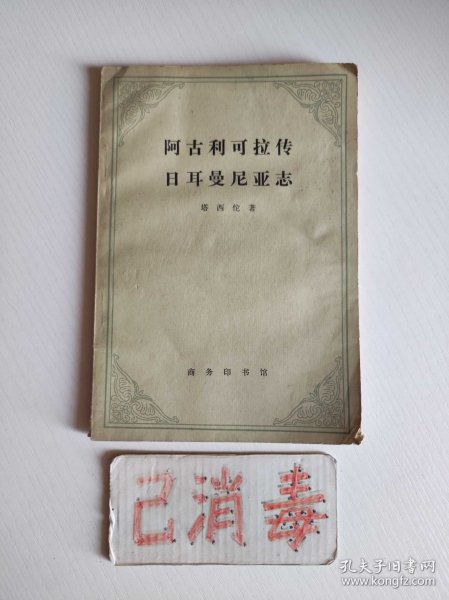 阿古利可拉传
日耳曼尼亚志
塔西佗著
商务印书馆
已消毒
孔夫子旧书网
www.kongfz.com